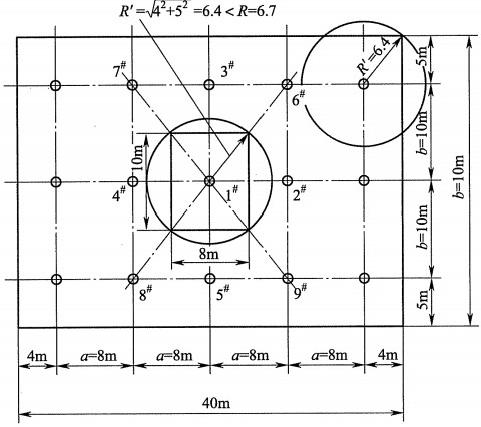 R′=√4²+5²=6.4<R=6.7
7#
3#
6#
R′=6.4
5m
b=10m
10m
4#
1#
2#
b=10m
b=10m
8m
8#
5#
9#
5m
4m
a=8m
a=8m
a=8m
a=8m
4m
40m